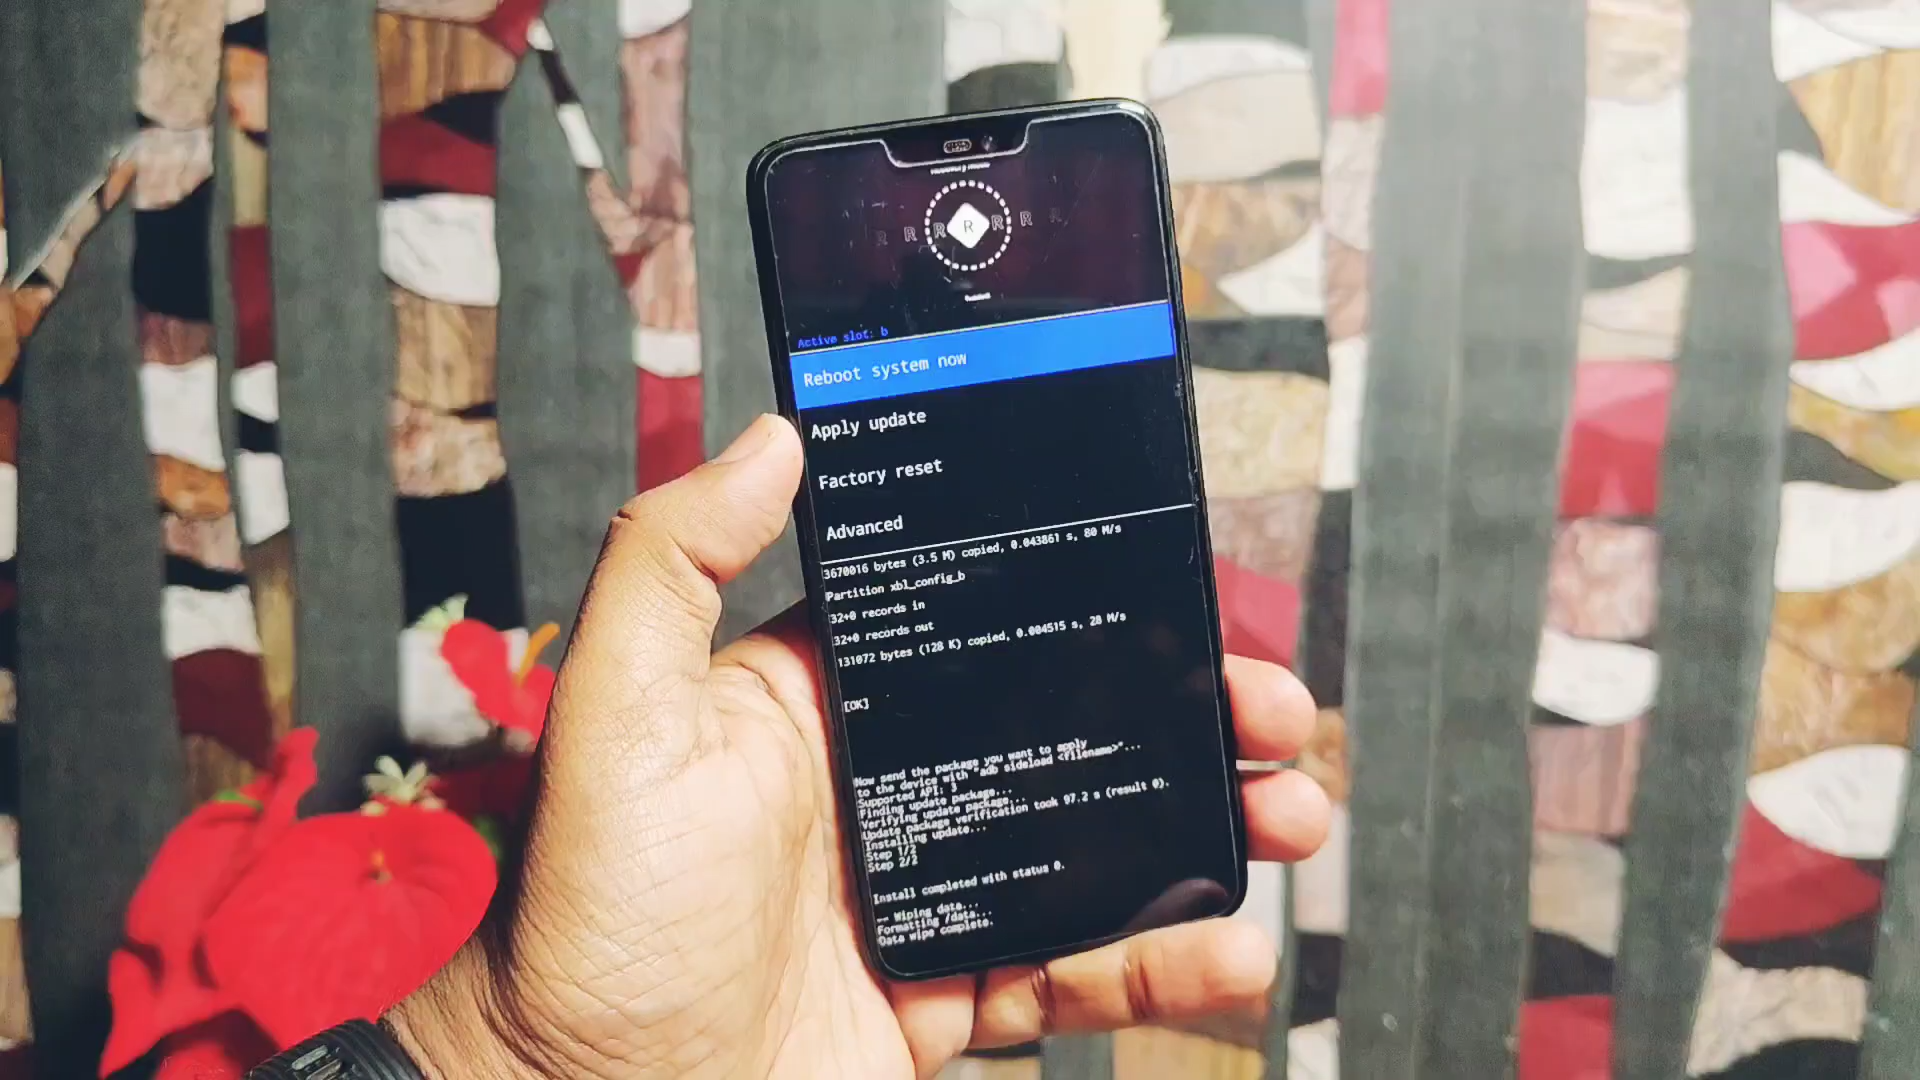 Recovery Mode
R R R R R R R
Active slot: b
Reboot system now
Apply update
Factory reset
Advanced
3670016 bytes (3.5 M) copied, 0.043861 s, 80 M/s
Partition xbl_config_b
32+0 records in
32+0 records out
131072 bytes (128 K) copied, 0.004515 s, 28 M/s
[OK]
Now send the package you want to apply
to the device with "adb sideload <filename>"...
Supported API: 3
Finding update package...
Verifying update package...
Update package verification took 97.2 s (result 0).
Installing update...
Step 1/2
Step 2/2
Install completed with status 0.
-- Wiping data...
Formatting /data...
Data wipe complete.